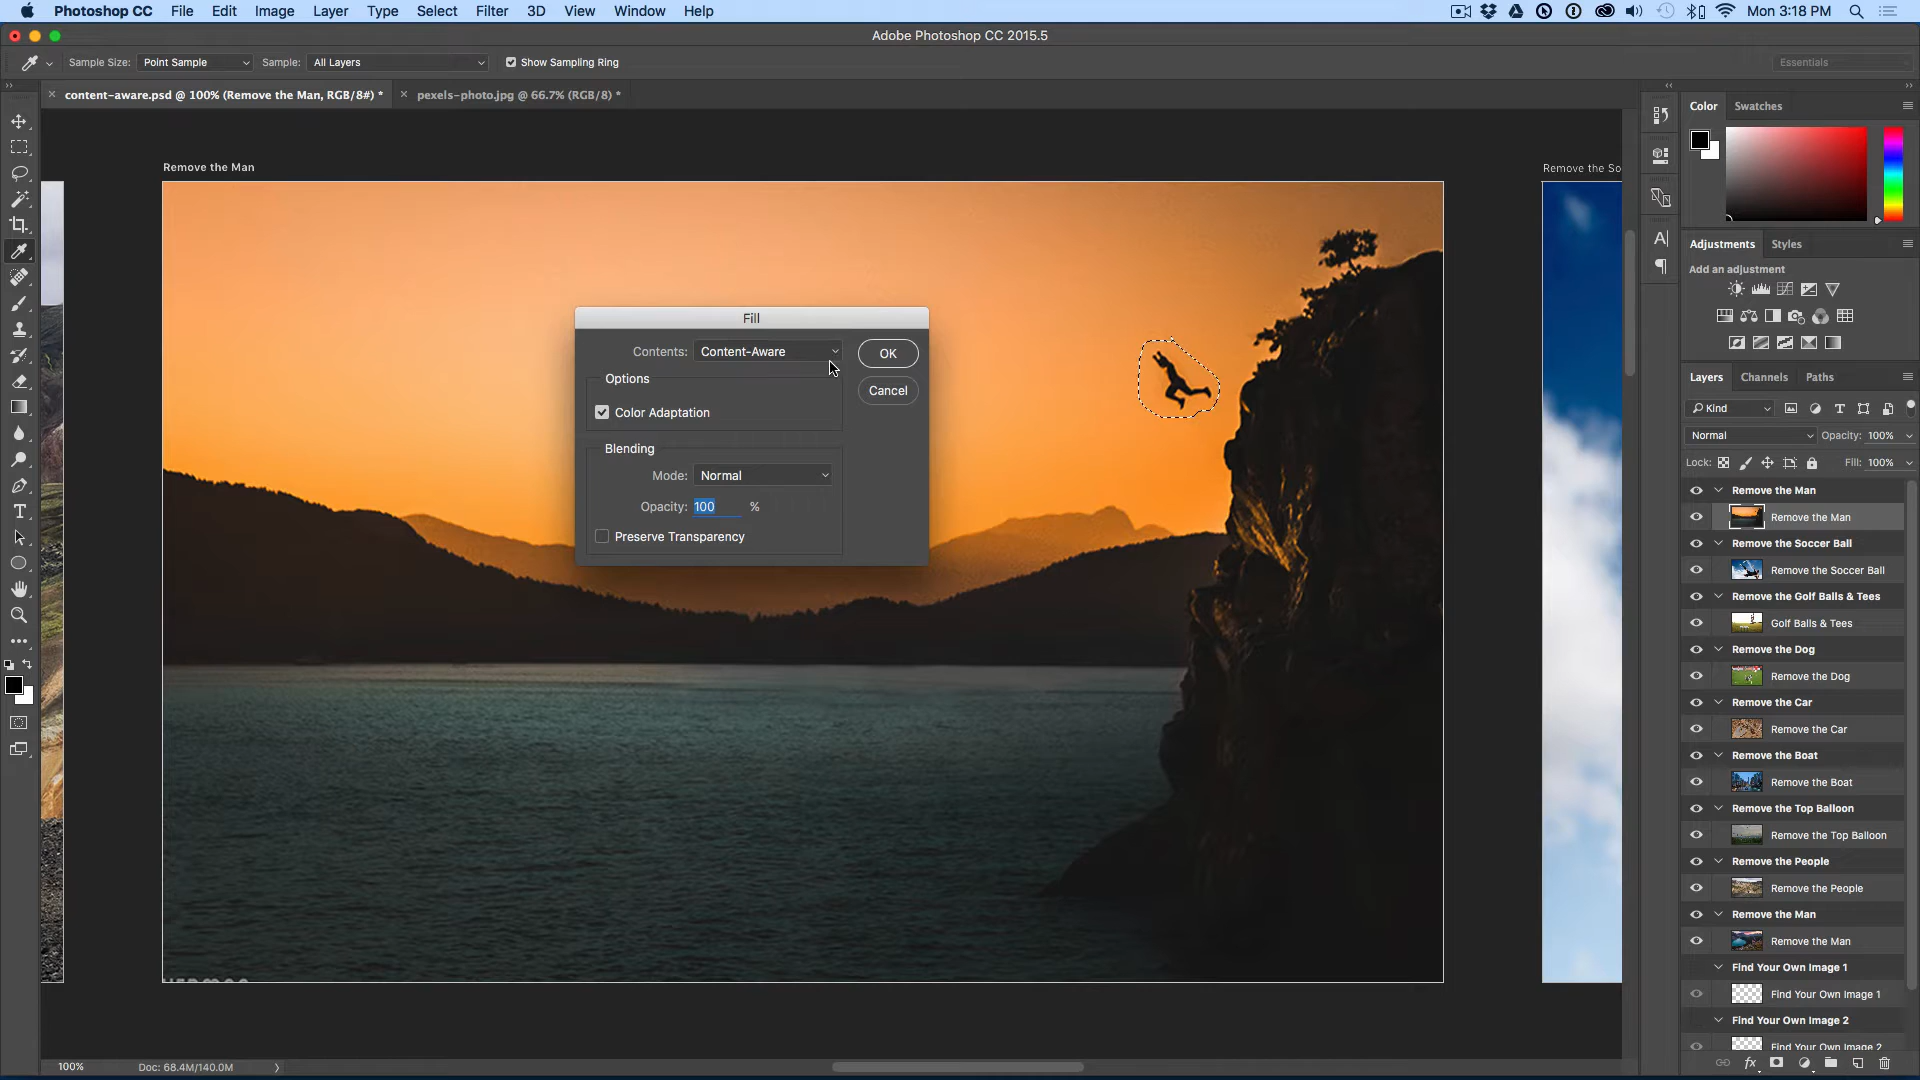 Photoshop CC File Edit Image Layer Type Select Filter 3D View Window Help Mon 3:18 PM
Adobe Photoshop CC 2015.5
Sample Size: Point Sample Sample: All Layers Show Sampling Ring Essentials
content-aware.psd @ 100% (Remove the Man, RGB/8#) * pexels-photo.jpg @ 66.7% (RGB/8) *
Remove the Man
Remove the So
Fill
Contents: Content-Aware
OK
Options
Cancel
Color Adaptation
Blending
Mode: Normal
Opacity: 100 %
Preserve Transparency
Color Swatches
Adjustments Styles
Add an adjustment
Layers Channels Paths
Kind
Normal Opacity: 100%
Lock: Fill: 100%
Remove the Man
Remove the Man
Remove the Soccer Ball
Remove the Soccer Ball
Remove the Golf Balls & Tees
Golf Balls & Tees
Remove the Dog
Remove the Dog
Remove the Car
Remove the Car
Remove the Boat
Remove the Boat
Remove the Top Balloon
Remove the Top Balloon
Remove the People
Remove the People
Remove the Man
Remove the Man
Find Your Own Image 1
Find Your Own Image 1
Find Your Own Image 2
Find Your Own Image 2
100% Doc: 68.4M/140.0M